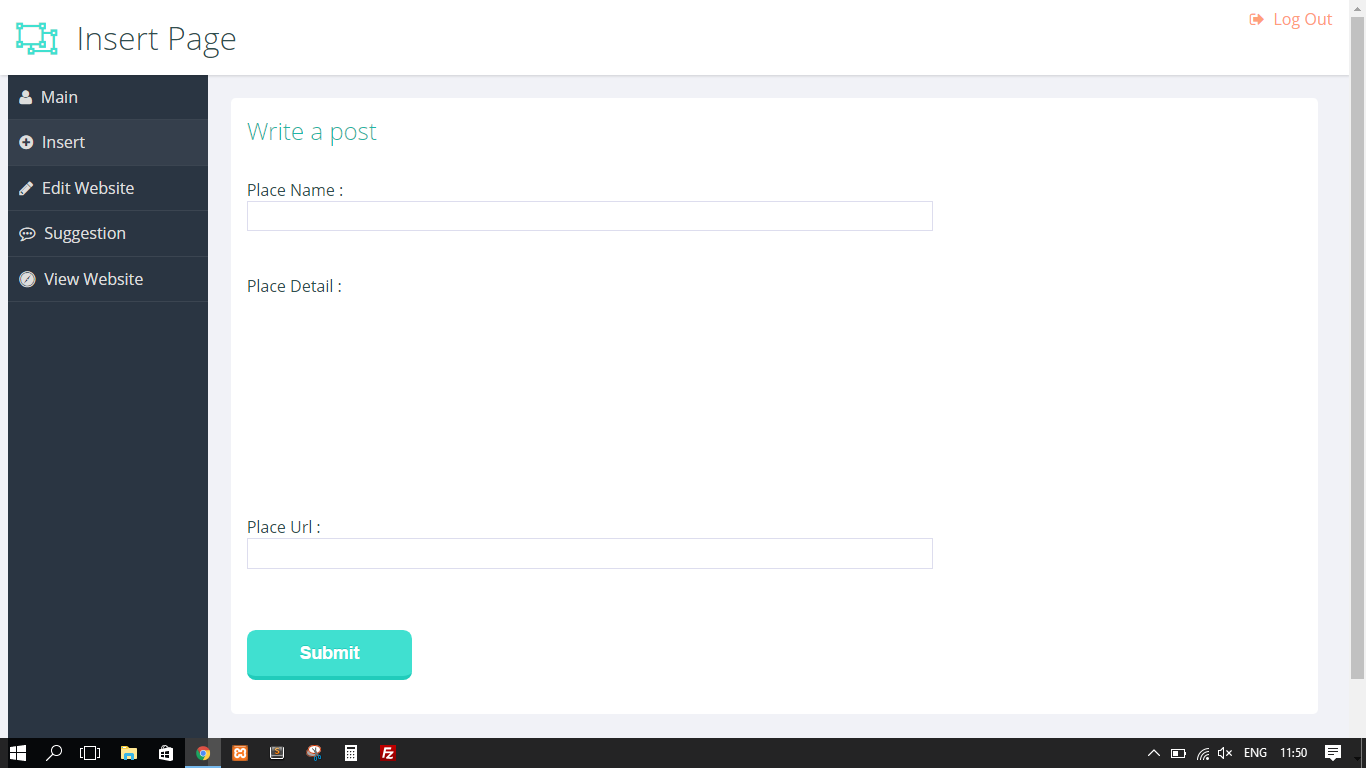 Insert Page
Log Out
Main
Insert
Edit Website
Suggestion
View Website
Write a post
Place Name :
Place Detail :
Place Url :
Submit
ENG
11:50